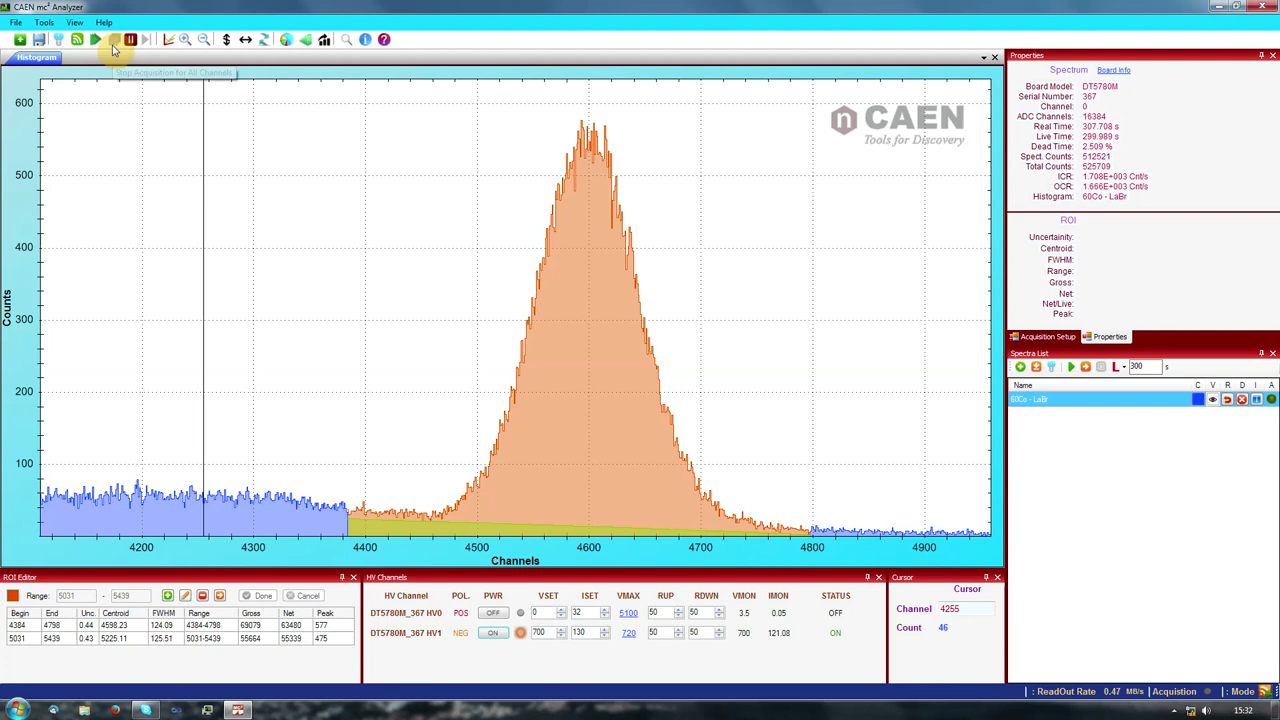 CAEN mc² Analyzer
File Tools View Help
Histogram
Stop Acquisition for All Channels
CAEN
Tools for Discovery
n
600
500
400
300
200
100
Counts
4200 4300 4400 4500 4600 4700 4800 4900
Channels
Properties
Spectrum Board Info
Board Model: DT5780M
Serial Number: 367
Channel: 0
ADC Channels: 16384
Real Time: 307.708 s
Live Time: 299.989 s
Dead Time: 2.509 %
Spect. Counts: 512521
Total Counts: 525709
ICR: 1.708E+003 Cnt/s
OCR: 1.666E+003 Cnt/s
Histogram: 60Co - LaBr
ROI
Uncertainity:
Centroid:
FWHM:
Range:
Gross:
Net:
Net/Live:
Peak:
Acquisition Setup Properties
Spectra List
L 300 s
Name C V R D I A
60Co - LaBr
ROI Editor
Range: 5031 - 5439 Done Cancel
Begin End Unc. Centroid FWHM Range Gross Net Peak
4384 4798 0.44 4598.23 124.09 4384-4798 69079 63480 577
5031 5439 0.43 5225.11 125.51 5031-5439 55664 55339 475
HV Channels
HV Channel POL. PWR VSET ISET VMAX RUP RDWN VMON IMON STATUS
DT5780M_367 HV0 POS OFF 0 32 5100 50 50 3.5 0.05 OFF
DT5780M_367 HV1 NEG ON 700 130 720 50 50 700 121.08 ON
Cursor
Cursor
Channel 4255
Count 46
: ReadOut Rate 0.47 MB/s Acquistion : Mode
15:32